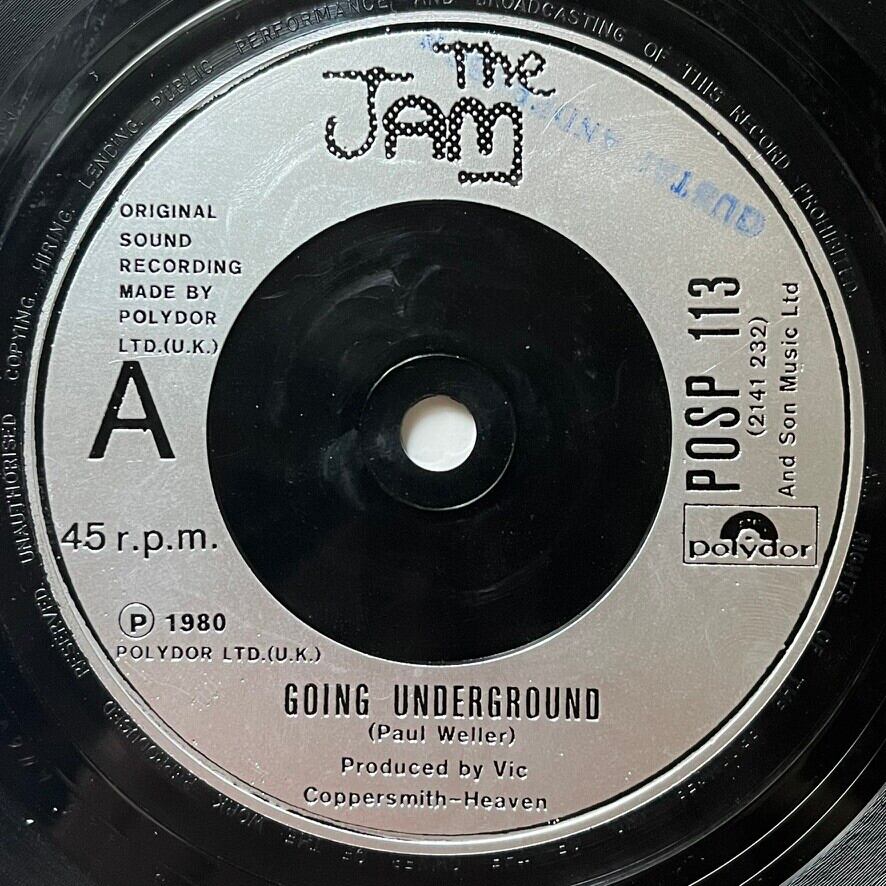 The
JAM
ORIGINAL
SOUND
RECORDING
MADE BY
POLYDOR
LTD.(U.K.)
A
45 r.p.m.
Ⓟ 1980
POLYDOR LTD.(U.K.)
POSP 113
(2141 232)
And Son Music Ltd
polydor
GOING UNDERGROUND
(Paul Weller)
Produced by Vic
Coppersmith-Heaven
RESERVED. UNAUTHORISED COPYING. HIRING. LENDING. PUBLIC PERFORMANCE AND BROADCASTING OF THIS RECORD PROHIBITED.